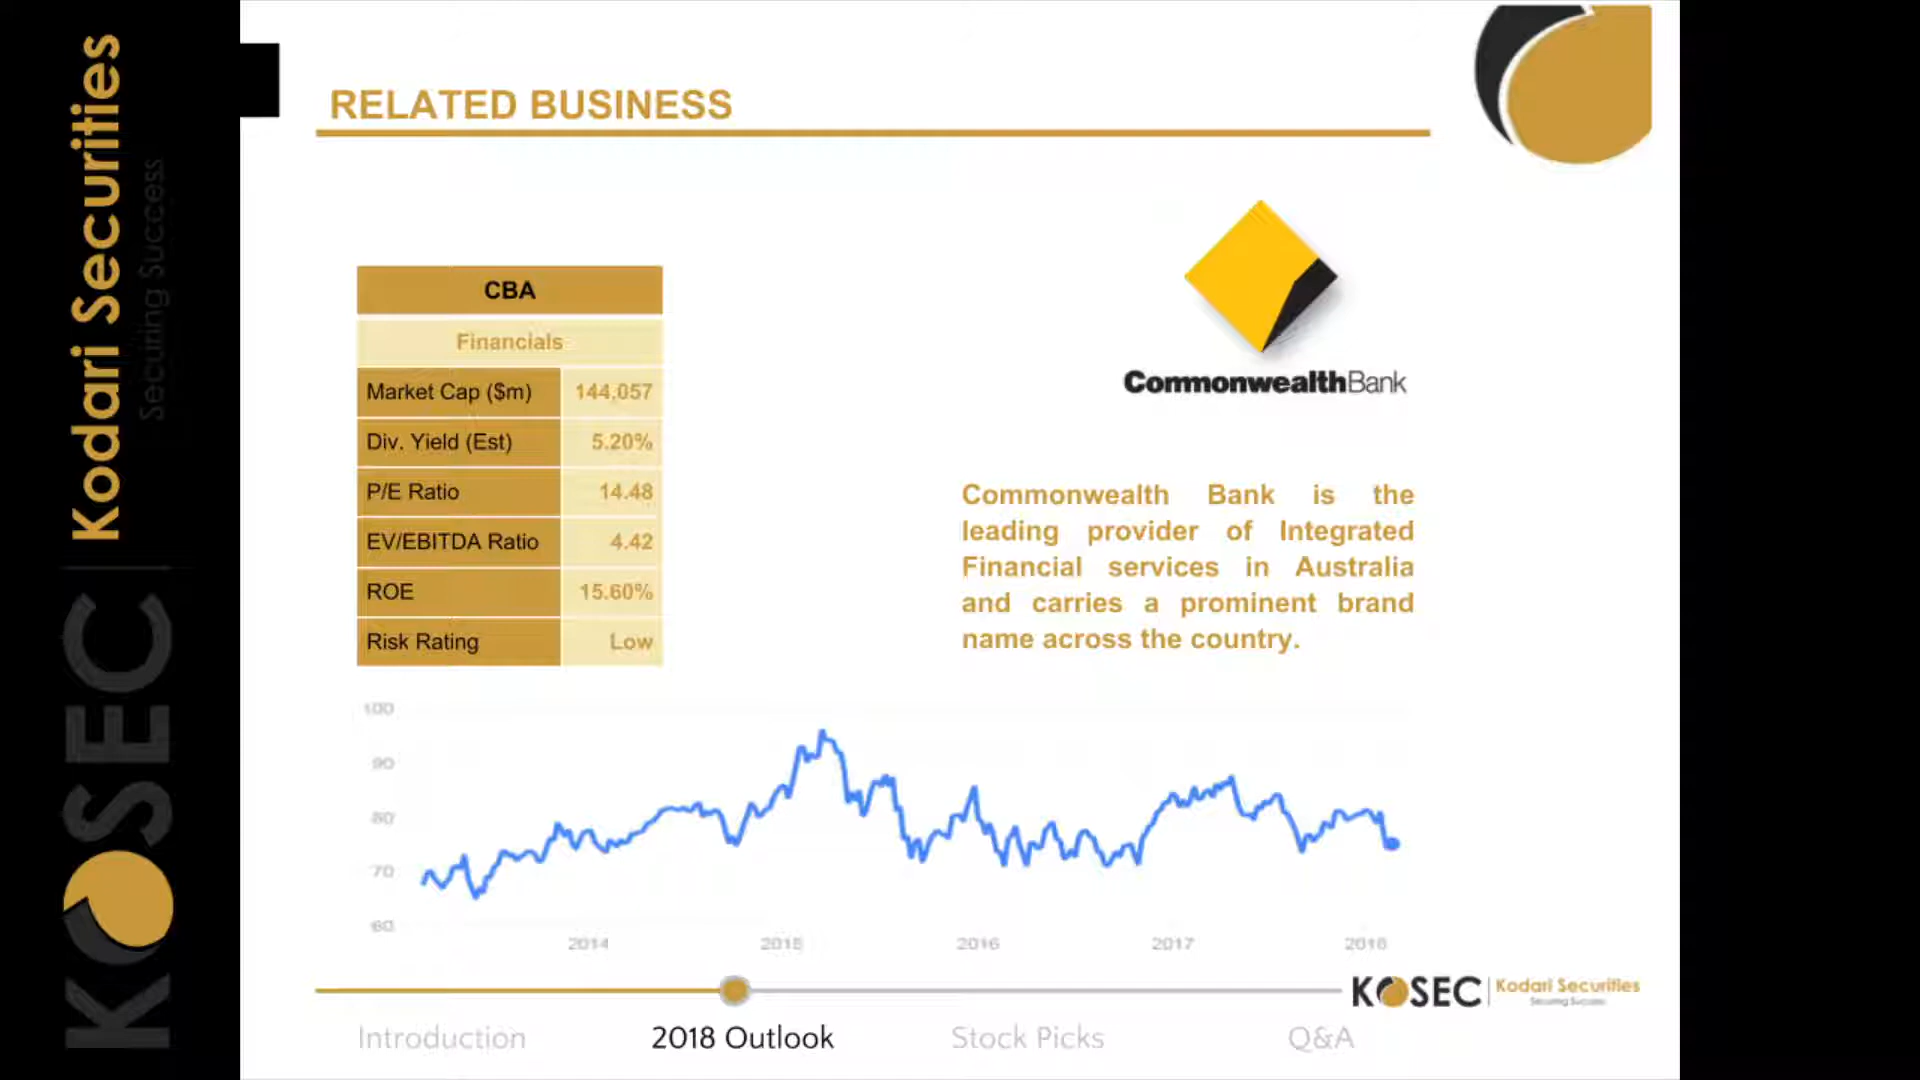 KOSEC | Kodari Securities
Securing Success
RELATED BUSINESS
CBA
Financials
Market Cap ($m) 144,057
Div. Yield (Est) 5.20%
P/E Ratio 14.48
EV/EBITDA Ratio 4.42
ROE 15.60%
Risk Rating Low
CommonwealthBank
Commonwealth Bank is the
leading provider of Integrated
Financial services in Australia
and carries a prominent brand
name across the country.
100
90
80
70
60
2014 2015 2016 2017 2018
KOSEC | Kodari Securities
Securing Success
Introduction 2018 Outlook Stock Picks Q&A